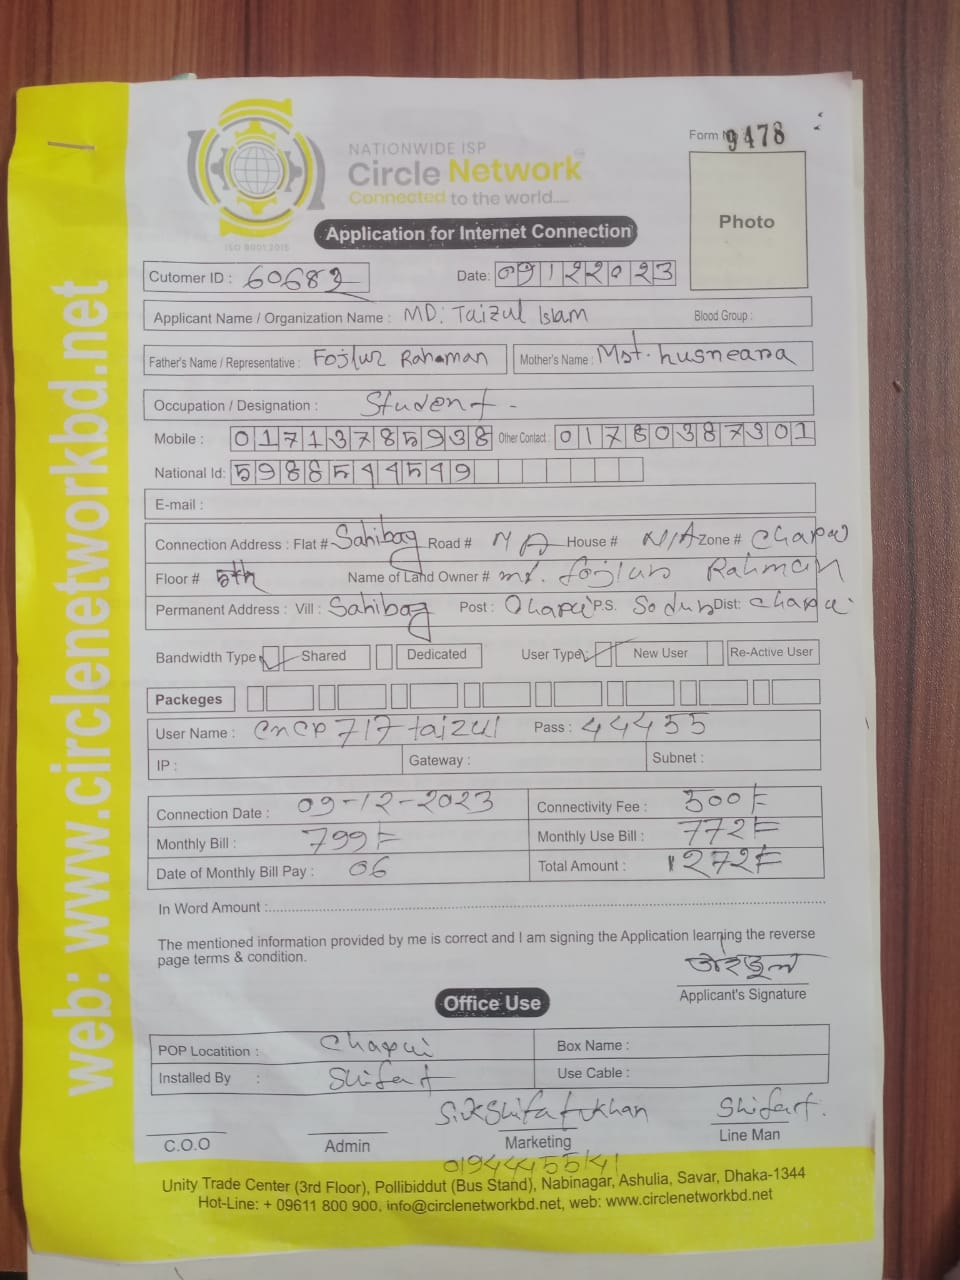 NATIONWIDE ISP
Circle Network
Connected to the world....
ISO 9001:2015
Form 9478
Photo
Application for Internet Connection
Cutomer ID : 60682 Date: 09122023
Applicant Name / Organization Name : MD: Taizul Islam Blood Group :
Father's Name / Representative : Fojlur Rahaman Mother's Name : Mst. husneara
Occupation / Designation : Student -
Mobile : 01713785938 Other Contact : 01780387301
National Id: 5988544549
E-mail :
Connection Address : Flat # Sahibag Road # N/A House # N/A Zone # Chapai
Floor # 5th Name of Land Owner # md. fojlur Rahman
Permanent Address : Vill : Sahibag Post : Chapai P.S. Sodur Dist: Chapai
Bandwidth Type Shared Dedicated User Type New User Re-Active User
Packeges
User Name : cncp717taizul Pass : 44455
IP : Gateway : Subnet :
Connection Date : 09-12-2023 Connectivity Fee : 500/=
Monthly Bill : 799/= Monthly Use Bill : 772/=
Date of Monthly Bill Pay : 06 Total Amount : 1272/=
In Word Amount :
The mentioned information provided by me is correct and I am signing the Application learning the reverse
page terms & condition.
তাইজুল
Applicant's Signature
Office Use
POP Locatition : Chapai Box Name :
Installed By : Shifat Use Cable :
Shifat khan Shifat.
C.O.O Admin Marketing Line Man
Unity Trade Center (3rd Floor), Pollibiddut (Bus Stand), Nabinagar, Ashulia, Savar, Dhaka-1344
Hot-Line: + 09611 800 900, info@circlenetworkbd.net, web: www.circlenetworkbd.net
web: www.circlenetworkbd.net